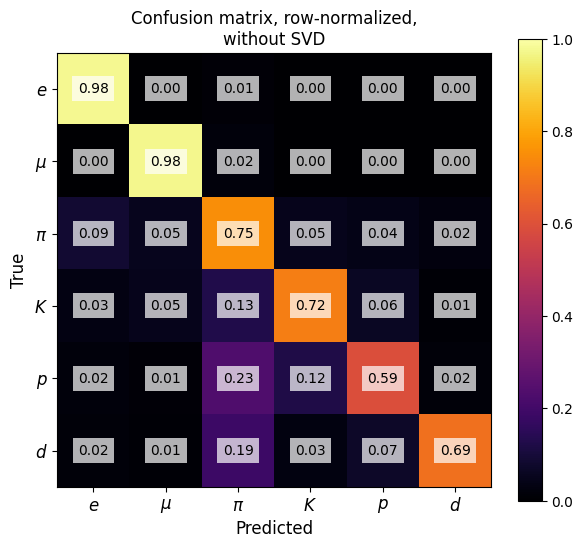 Confusion matrix, row-normalized,
without SVD
e 0.98 0.00 0.01 0.00 0.00 0.00
μ 0.00 0.98 0.02 0.00 0.00 0.00
π 0.09 0.05 0.75 0.05 0.04 0.02
K 0.03 0.05 0.13 0.72 0.06 0.01
p 0.02 0.01 0.23 0.12 0.59 0.02
d 0.02 0.01 0.19 0.03 0.07 0.69
e μ π K p d
True
Predicted
1.0
0.8
0.6
0.4
0.2
0.0